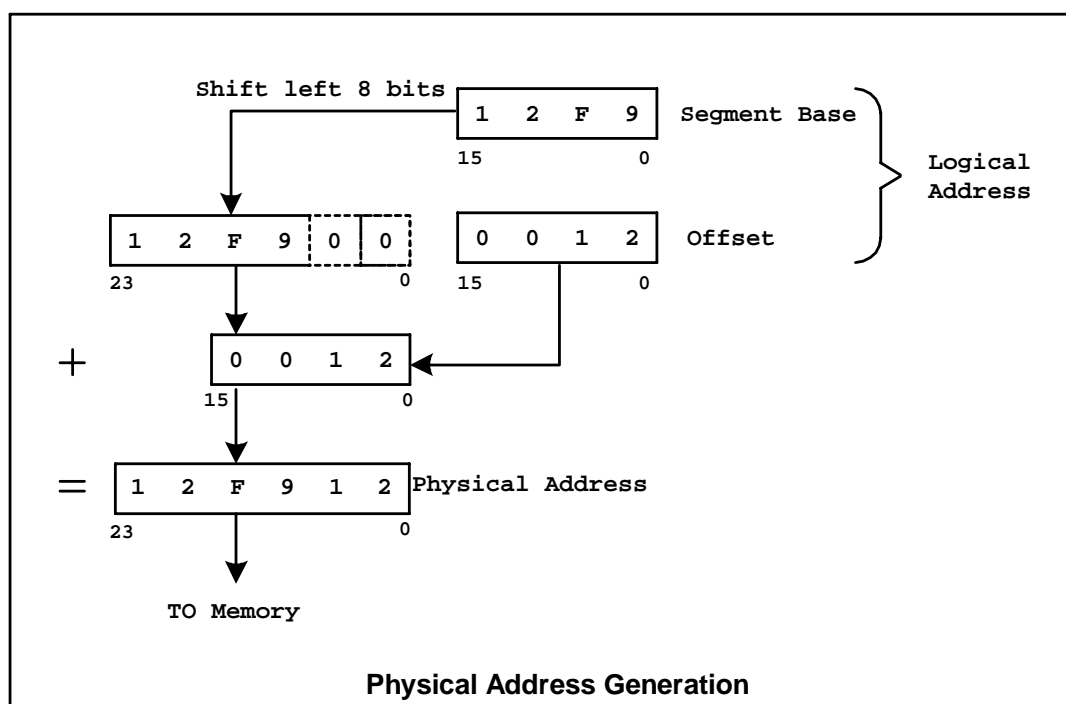 Shift left 8 bits
1 2 F 9 Segment Base
15 0
Logical
Address
1 2 F 9 0 0
0 0 1 2 Offset
23 0
15 0
+
0 0 1 2
15 0
=
1 2 F 9 1 2 Physical Address
23 0
TO Memory
Physical Address Generation